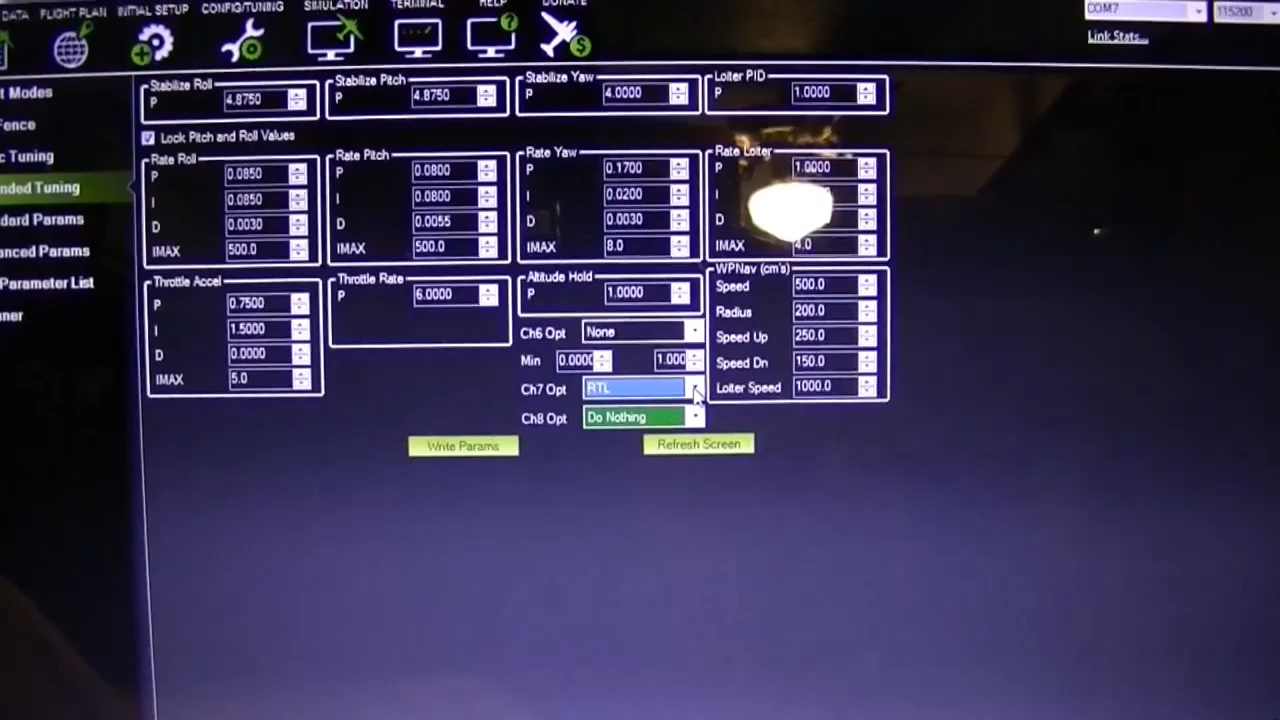 DATA FLIGHT PLAN INITIAL SETUP CONFIG/TUNING SIMULATION TERMINAL HELP DONATE
COM7 115200
Link Stats...
t Modes
Fence
c Tuning
nded Tuning
dard Params
anced Params
Parameter List
ner
Stabilize Roll
P 4.8750
Stabilize Pitch
P 4.8750
Stabilize Yaw
P 4.0000
Loiter PID
P 1.0000
Lock Pitch and Roll Values
Rate Roll
P 0.0850
I 0.0850
D 0.0030
IMAX 500.0
Rate Pitch
P 0.0800
I 0.0800
D 0.0055
IMAX 500.0
Rate Yaw
P 0.1700
I 0.0200
D 0.0030
IMAX 8.0
Rate Loiter
P 1.0000
I
D
IMAX 4.0
Throttle Accel
P 0.7500
I 1.5000
D 0.0000
IMAX 5.0
Throttle Rate
P 6.0000
Altitude Hold
P 1.0000
Ch6 Opt None
Min 0.0000 1.000
Ch7 Opt RTL
Ch8 Opt Do Nothing
WPNav (cm's)
Speed 500.0
Radius 200.0
Speed Up 250.0
Speed Dn 150.0
Loiter Speed 1000.0
Write Params Refresh Screen